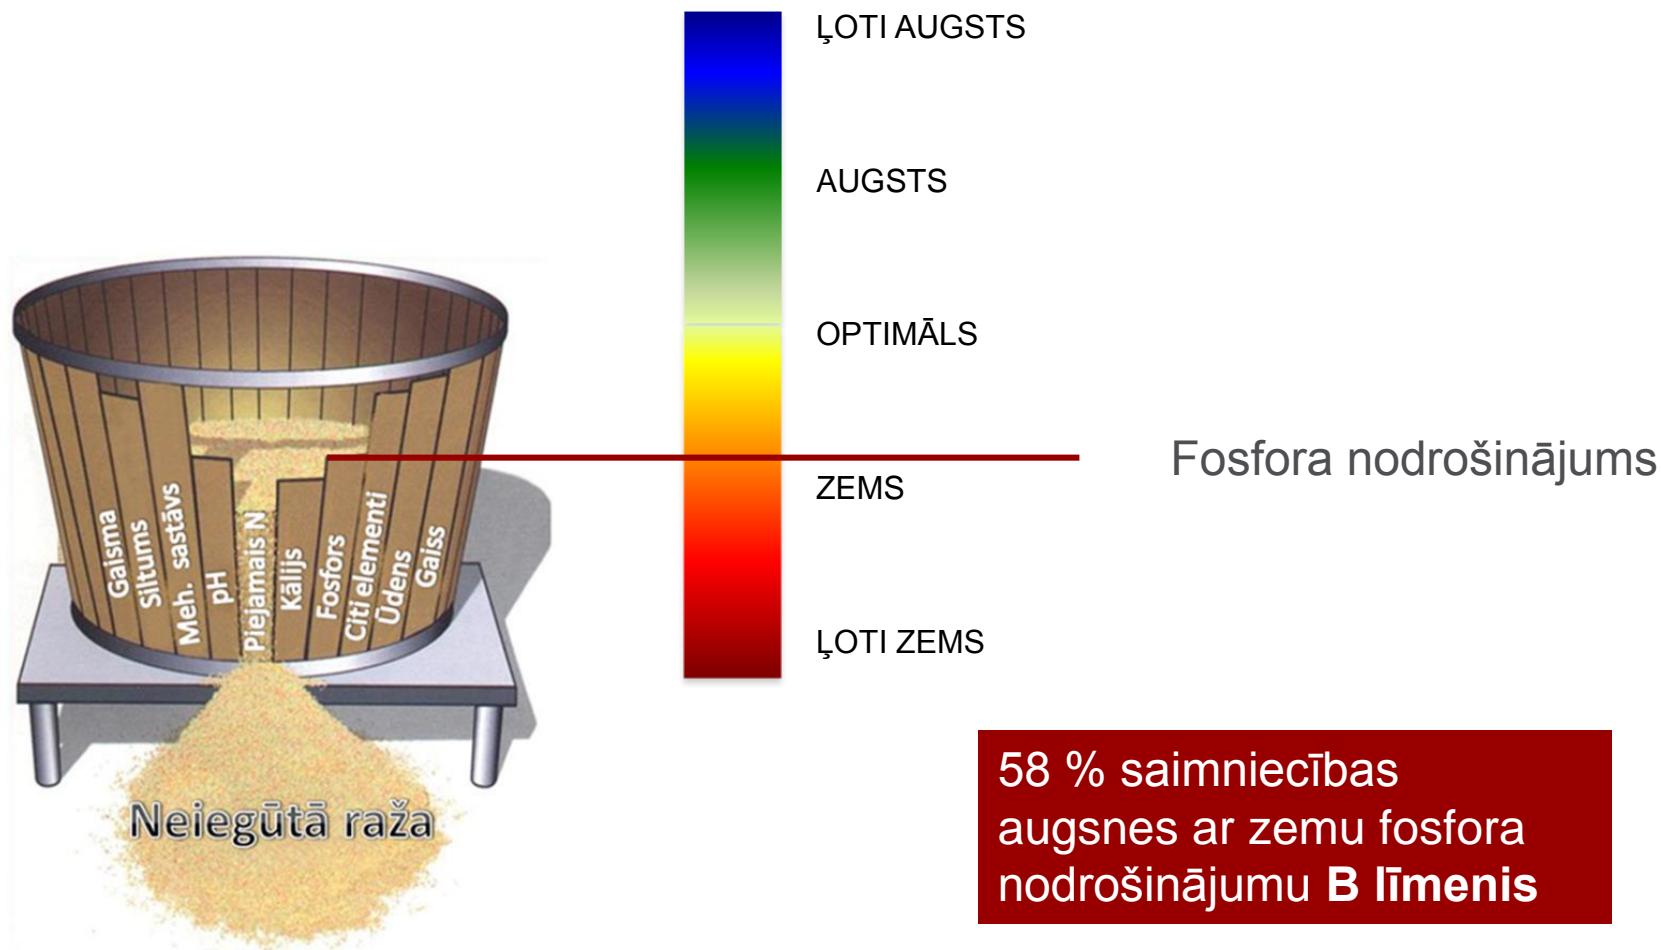 ĻOTI AUGSTS
AUGSTS
OPTIMĀLS
ZEMS
ĻOTI ZEMS
Fosfora nodrošinājums
Gaisma
Siltums
Meh. sastāvs
pH
Piejamais N
Kālijs
Fosfors
Citi elementi
Ūdens
Gaiss
Neiegūtā raža
58 % saimniecības
augsnes ar zemu fosfora
nodrošinājumu B līmenis